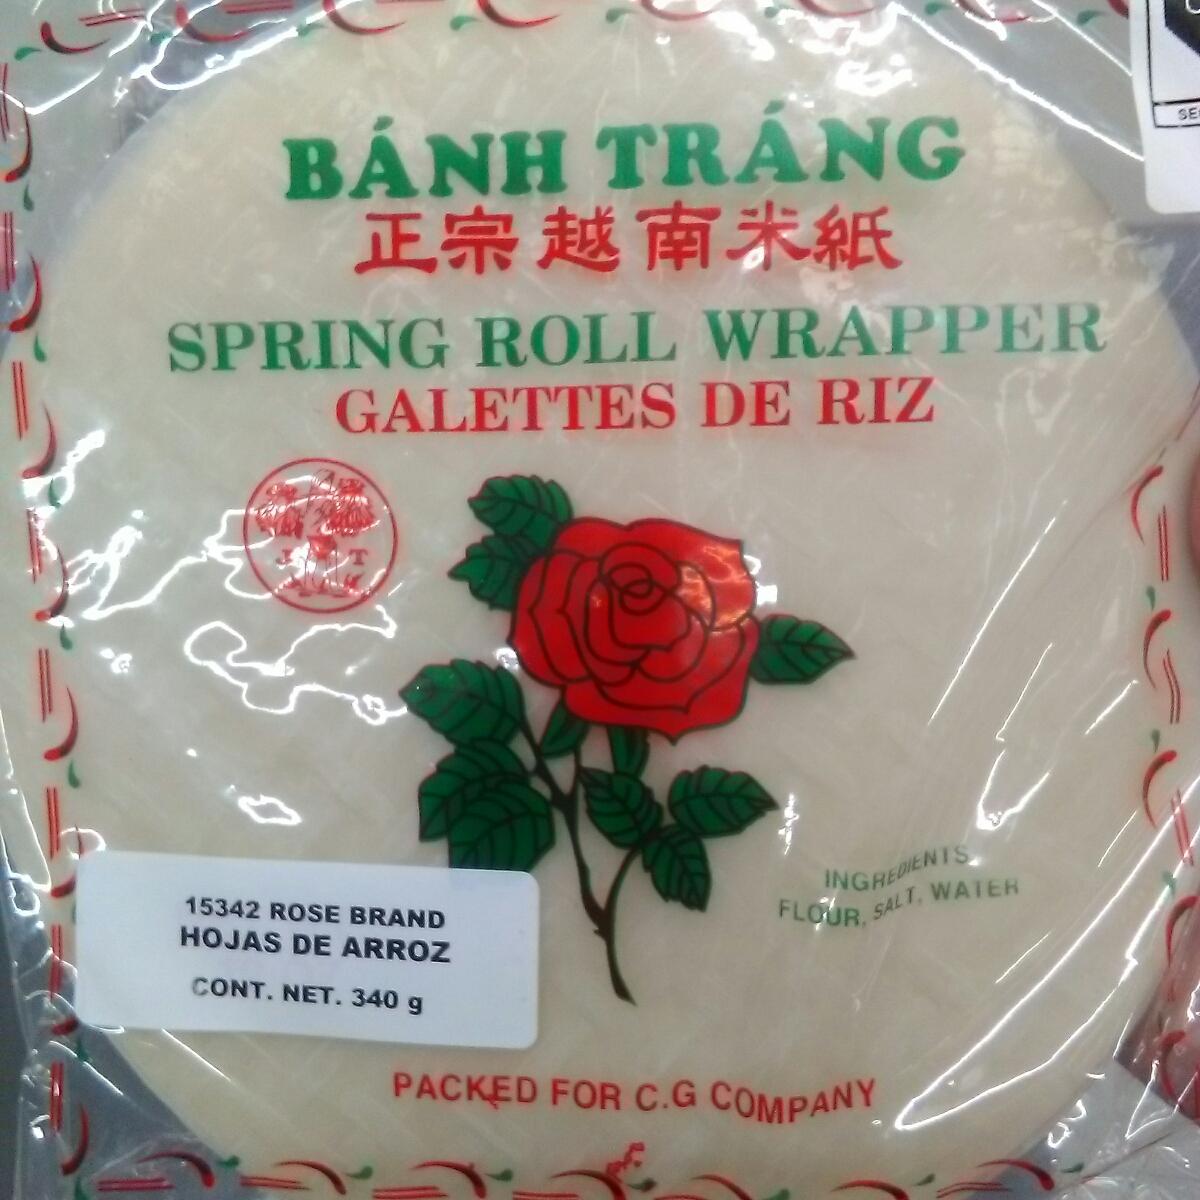 BÁNH TRÁNG
正宗越南米紙
SPRING ROLL WRAPPER
GALETTES DE RIZ
J T
INGREDIENTS
FLOUR, SALT, WATER
15342 ROSE BRAND
HOJAS DE ARROZ
CONT. NET. 340 g
PACKED FOR C.G COMPANY